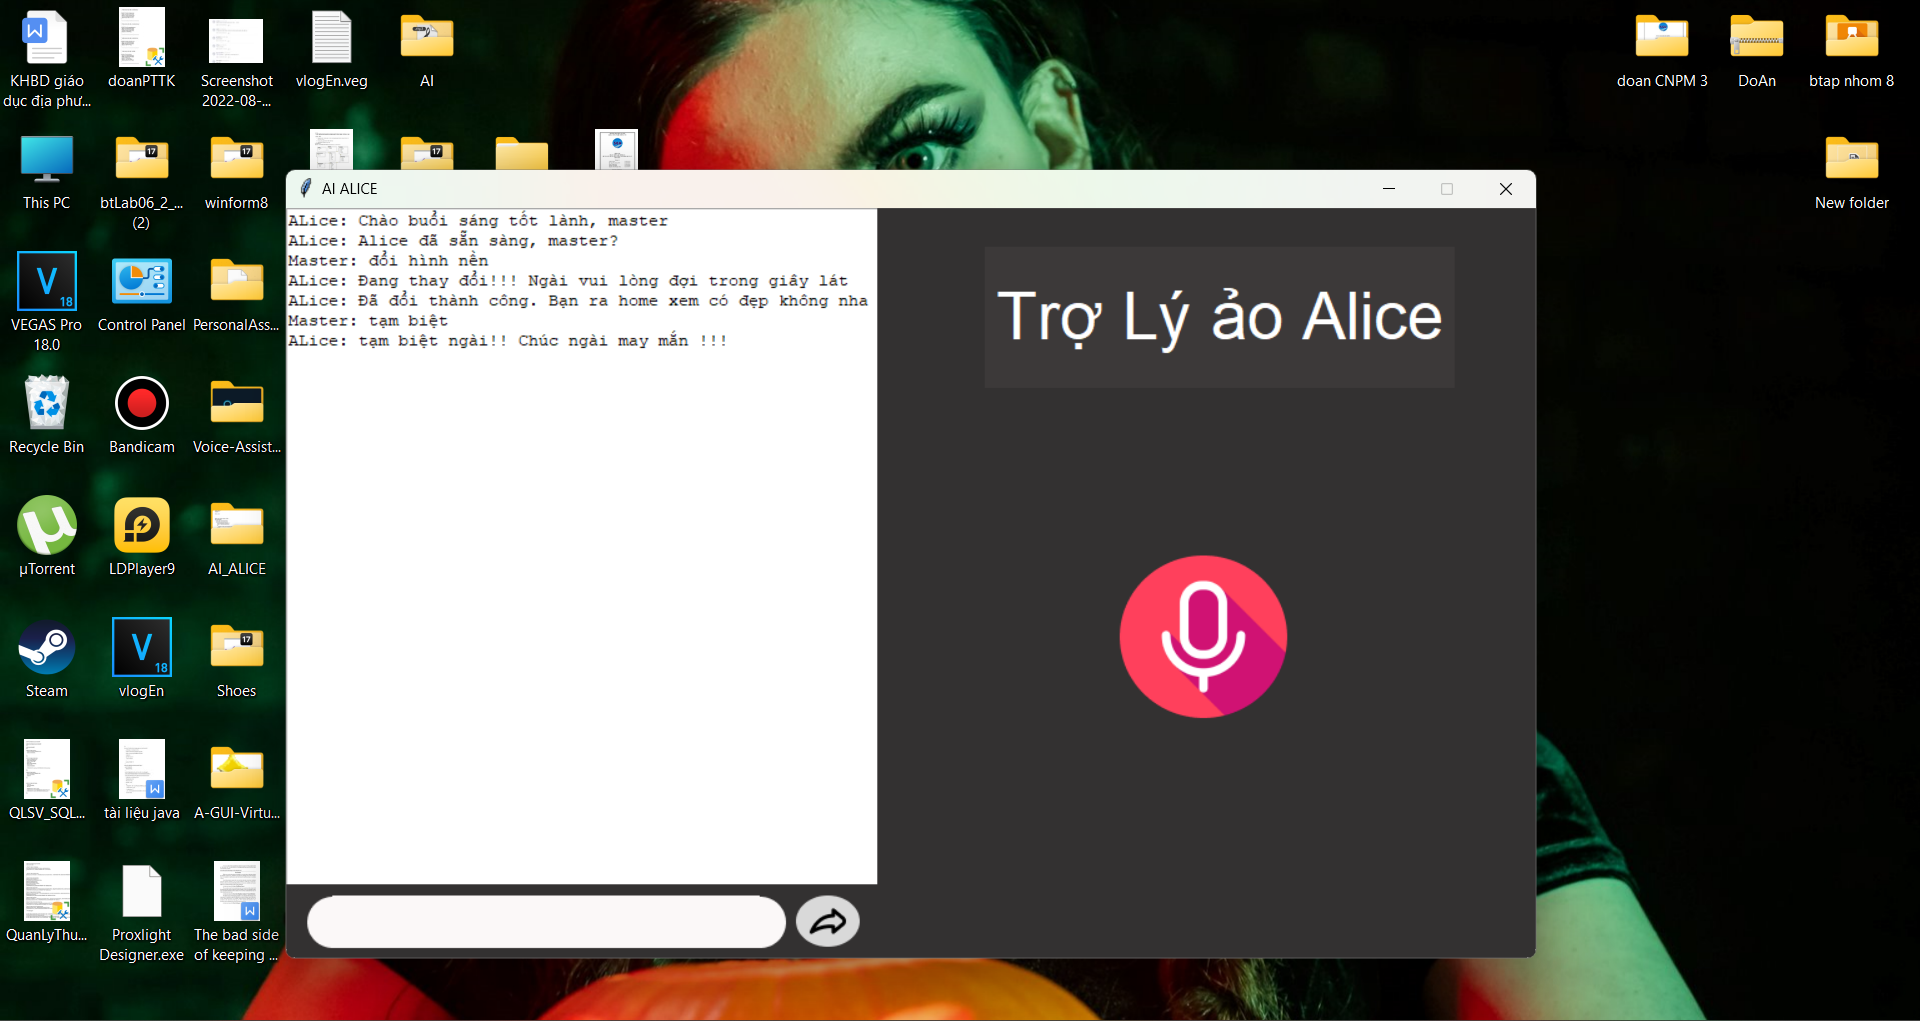 KHBD giáo
dục địa phư...
doanPTTK
Screenshot
2022-08-...
vlogEn.veg
AI
doan CNPM 3
DoAn
btap nhom 8
This PC
btLab06_2_...
(2)
winform8
New folder
VEGAS Pro
18.0
Control Panel
PersonalAss...
Recycle Bin
Bandicam
Voice-Assist...
µTorrent
LDPlayer9
AI_ALICE
Steam
vlogEn
Shoes
QLSV_SQL...
tài liệu java
A-GUI-Virtu...
QuanLyThu...
Proxlight
Designer.exe
The bad side
of keeping ...
AI ALICE
ALice: Chào buổi sáng tốt lành, master
ALice: Alice đã sẵn sàng, master?
Master: đổi hình nền
ALice: Đang thay đổi!!! Ngài vui lòng đợi trong giây lát
ALice: Đã đổi thành công. Bạn ra home xem có đẹp không nha
Master: tạm biệt
ALice: tạm biệt ngài!! Chúc ngài may mắn !!!
Trợ Lý ảo Alice